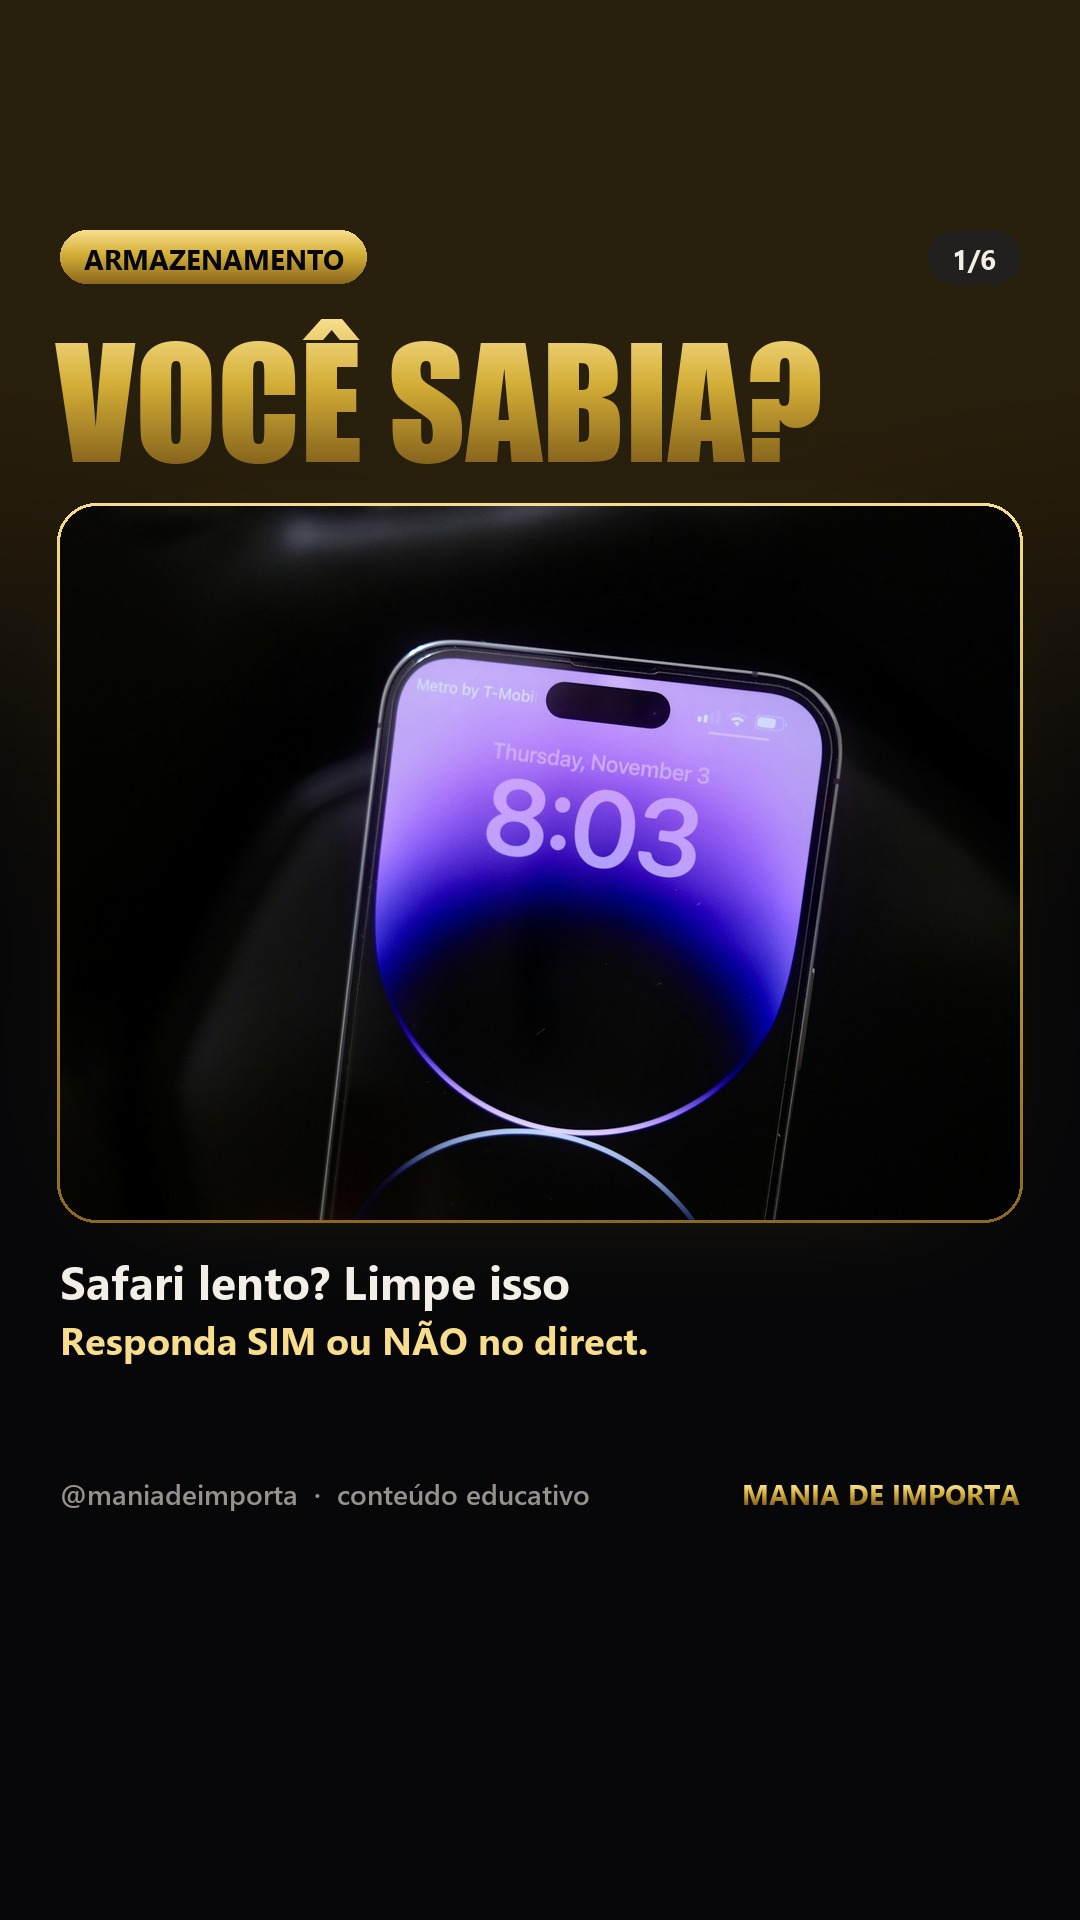 ARMAZENAMENTO
1/6
VOCÊ SABIA?
Metro by T-Mobi
Thursday, November 3
8:03
Safari lento? Limpe isso
Responda SIM ou NÃO no direct.
@maniadeimporta · conteúdo educativo
MANIA DE IMPORTA